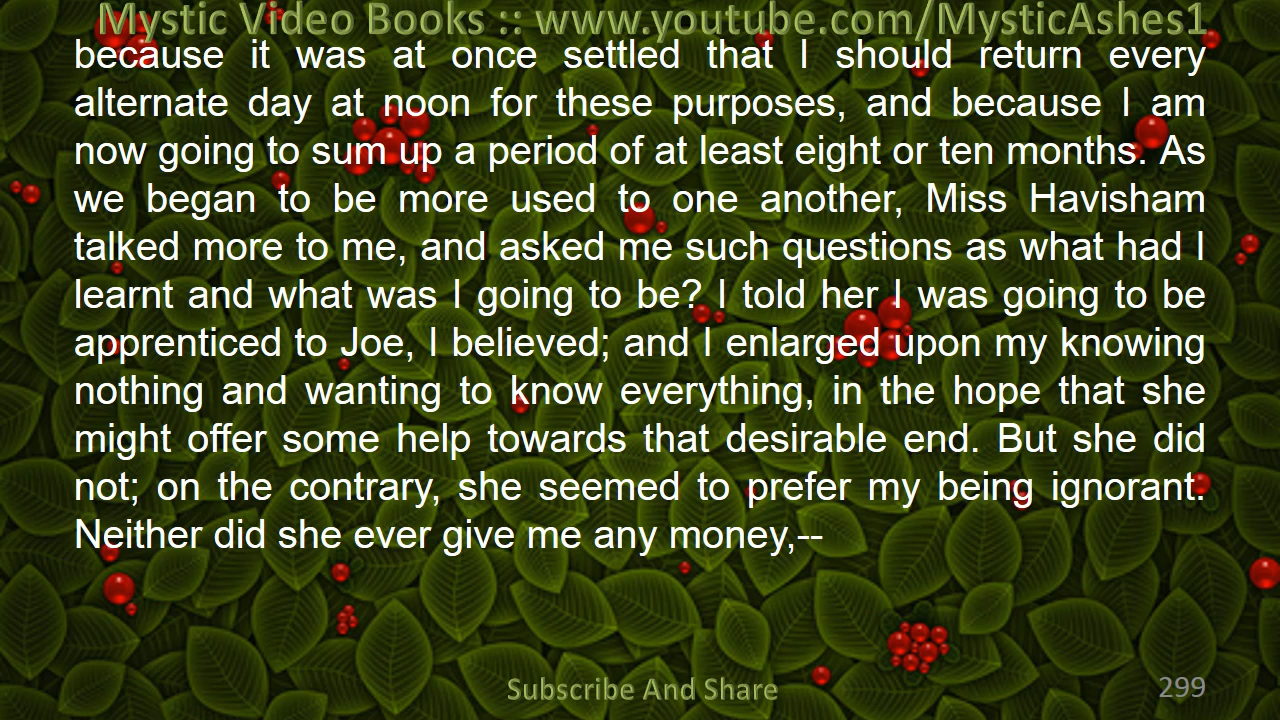 Mystic Video Books :: www.youtube.com/MysticAshes1
because it was at once settled that I should return every
alternate day at noon for these purposes, and because I am
now going to sum up a period of at least eight or ten months. As
we began to be more used to one another, Miss Havisham
talked more to me, and asked me such questions as what had I
learnt and what was I going to be? I told her I was going to be
apprenticed to Joe, I believed; and I enlarged upon my knowing
nothing and wanting to know everything, in the hope that she
might offer some help towards that desirable end. But she did
not; on the contrary, she seemed to prefer my being ignorant.
Neither did she ever give me any money,--
Subscribe And Share
299